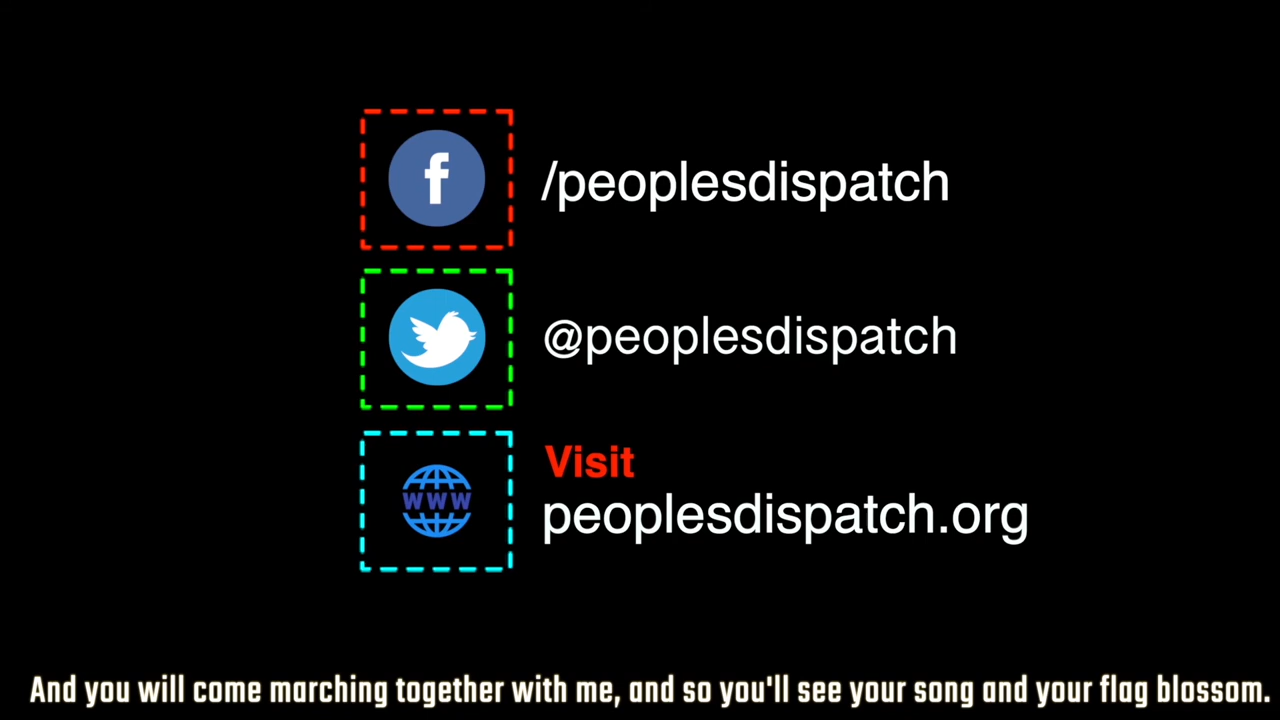 f
/peoplesdispatch
@peoplesdispatch
Visit
www
peoplesdispatch.org
And you will come marching together with me, and so you'll see your song and your flag blossom.